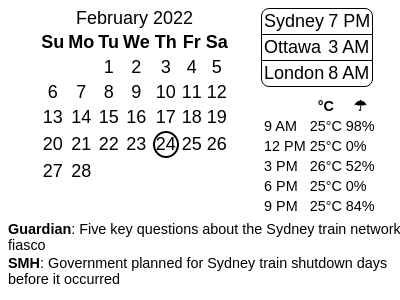 February 2022
Su Mo Tu We Th Fr Sa
1 2 3 4 5
6 7 8 9 10 11 12
13 14 15 16 17 18 19
20 21 22 23 24 25 26
27 28
Sydney 7 PM
Ottawa 3 AM
London 8 AM
°C ☂
9 AM 25°C 98%
12 PM 25°C 0%
3 PM 26°C 52%
6 PM 25°C 0%
9 PM 25°C 84%
Guardian: Five key questions about the Sydney train network
fiasco
SMH: Government planned for Sydney train shutdown days
before it occurred